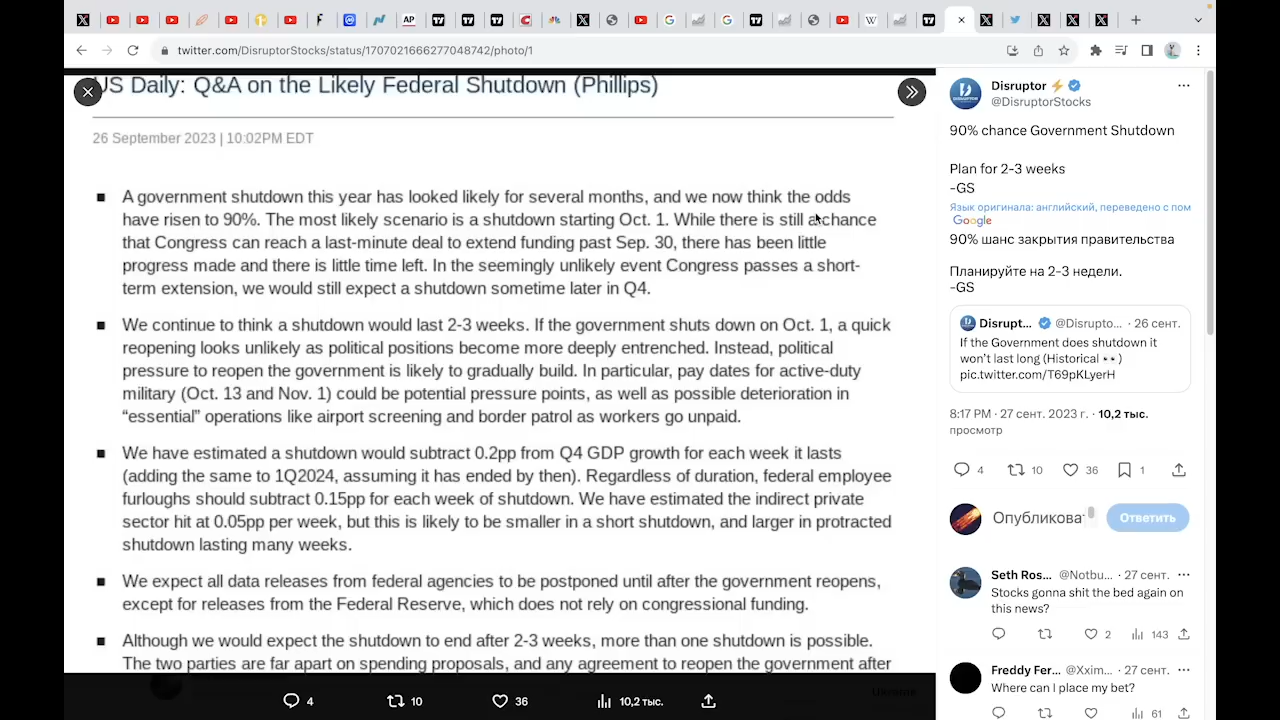 twitter.com/DisruptorStocks/status/1707021666277048742/photo/1
US Daily: Q&A on the Likely Federal Shutdown (Phillips)
26 September 2023 | 10:02PM EDT
■ A government shutdown this year has looked likely for several months, and we now think the odds
have risen to 90%. The most likely scenario is a shutdown starting Oct. 1. While there is still a chance
that Congress can reach a last-minute deal to extend funding past Sep. 30, there has been little
progress made and there is little time left. In the seemingly unlikely event Congress passes a short-
term extension, we would still expect a shutdown sometime later in Q4.
■ We continue to think a shutdown would last 2-3 weeks. If the government shuts down on Oct. 1, a quick
reopening looks unlikely as political positions become more deeply entrenched. Instead, political
pressure to reopen the government is likely to gradually build. In particular, pay dates for active-duty
military (Oct. 13 and Nov. 1) could be potential pressure points, as well as possible deterioration in
“essential” operations like airport screening and border patrol as workers go unpaid.
■ We have estimated a shutdown would subtract 0.2pp from Q4 GDP growth for each week it lasts
(adding the same to 1Q2024, assuming it has ended by then). Regardless of duration, federal employee
furloughs should subtract 0.15pp for each week of shutdown. We have estimated the indirect private
sector hit at 0.05pp per week, but this is likely to be smaller in a short shutdown, and larger in protracted
shutdown lasting many weeks.
■ We expect all data releases from federal agencies to be postponed until after the government reopens,
except for releases from the Federal Reserve, which does not rely on congressional funding.
■ Although we would expect the shutdown to end after 2-3 weeks, more than one shutdown is possible.
The two parties are far apart on spending proposals, and any agreement to reopen the government after
4 10 36 10,2 тыс.
Disruptor
@DisruptorStocks
90% chance Government Shutdown
Plan for 2-3 weeks
-GS
Язык оригинала: английский, переведено с пом
Google
90% шанс закрытия правительства
Планируйте на 2-3 недели.
-GS
Disrupt... @Disrupto... · 26 сент.
If the Government does shutdown it
won’t last long (Historical 👀)
pic.twitter.com/T69pKLyerH
8:17 PM · 27 сент. 2023 г. · 10,2 тыс.
просмотр
4 10 36 1
Опубликова
Ответить
Seth Ros... @Notbu... · 27 сент.
Stocks gonna shit the bed again on
this news?
2 143
Freddy Fer... @Xxim... · 27 сент.
Where can I place my bet?
61